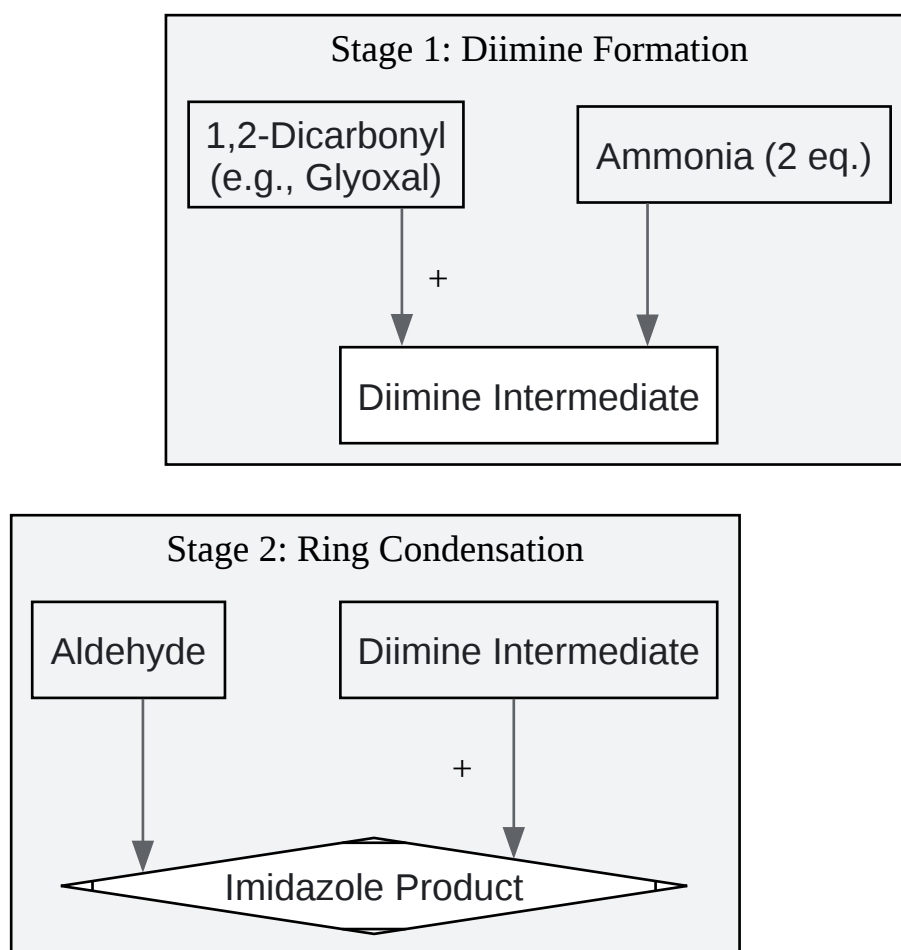 Stage 1: Diimine Formation
1,2-Dicarbonyl
(e.g., Glyoxal)
Ammonia (2 eq.)
+
Diimine Intermediate
Stage 2: Ring Condensation
Aldehyde
Diimine Intermediate
+
Imidazole Product